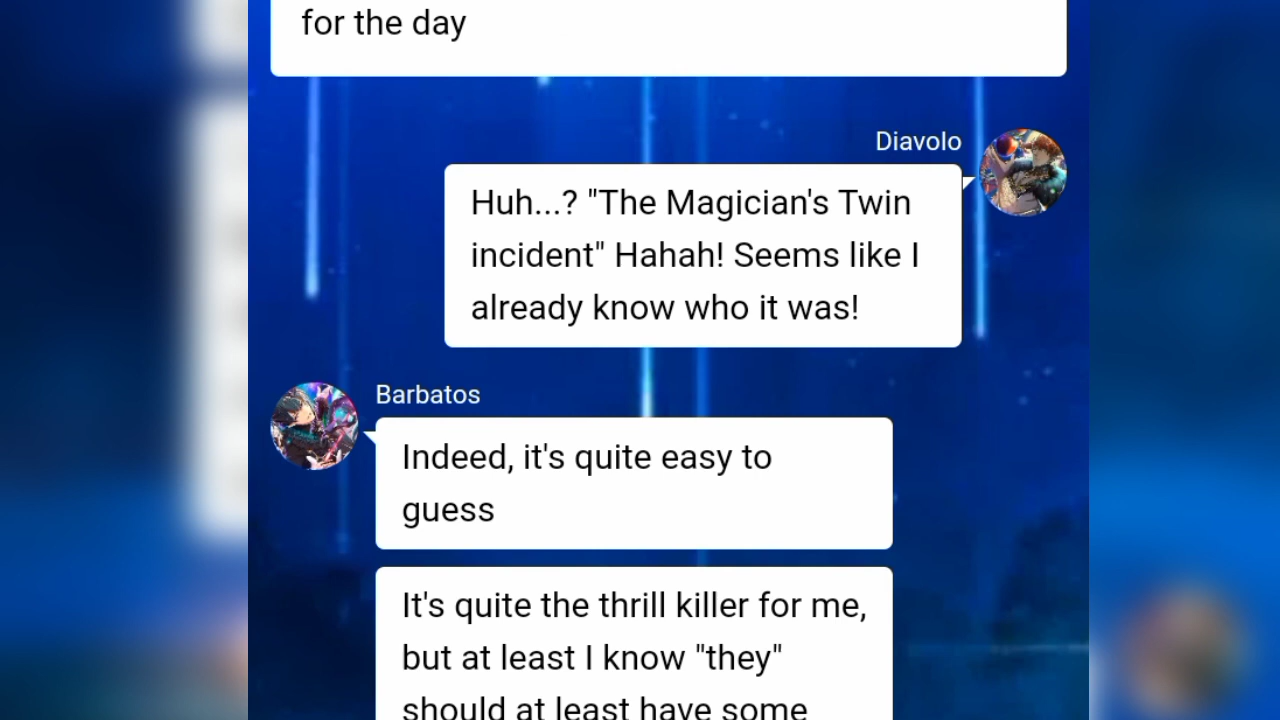 for the day
Diavolo
Huh...? "The Magician's Twin
incident" Hahah! Seems like I
already know who it was!
Barbatos
Indeed, it's quite easy to
guess
It's quite the thrill killer for me,
but at least I know "they"
should at least have some